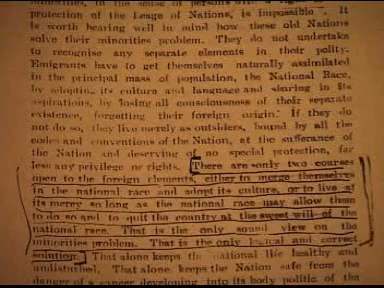 minorities, in the sense of persons
protection of the League of Nations, is impossible". It
is worth bearing well in mind how these old Nations
solve their minorities problem. They do not undertake
to recognise any separate elements in their polity.
Emigrants have to get themselves naturally assimilated
in the principal mass of population, the National Race,
by adopting its culture and language and sharing in its
aspirations, by losing all consciousness of their separate
existence, forgetting their foreign origin. If they do
not do so, they live merely as outsiders, bound by all the
codes and conventions of the Nation, at the sufferance of
the Nation and deserving of no special protection, far
less any privilege or rights. There are only two courses
open to the foreign elements, either to merge themselves
in the national race and adopt its culture, or to live at
its mercy so long as the national race may allow them
to do so and to quit the country at the sweet will of the
national race. That is the only sound view on the
minorities problem. That is the only logical and correct
solution. That alone keeps the national life healthy and
undisturbed. That alone keeps the Nation safe from the
danger of a cancer developing into its body politic of the